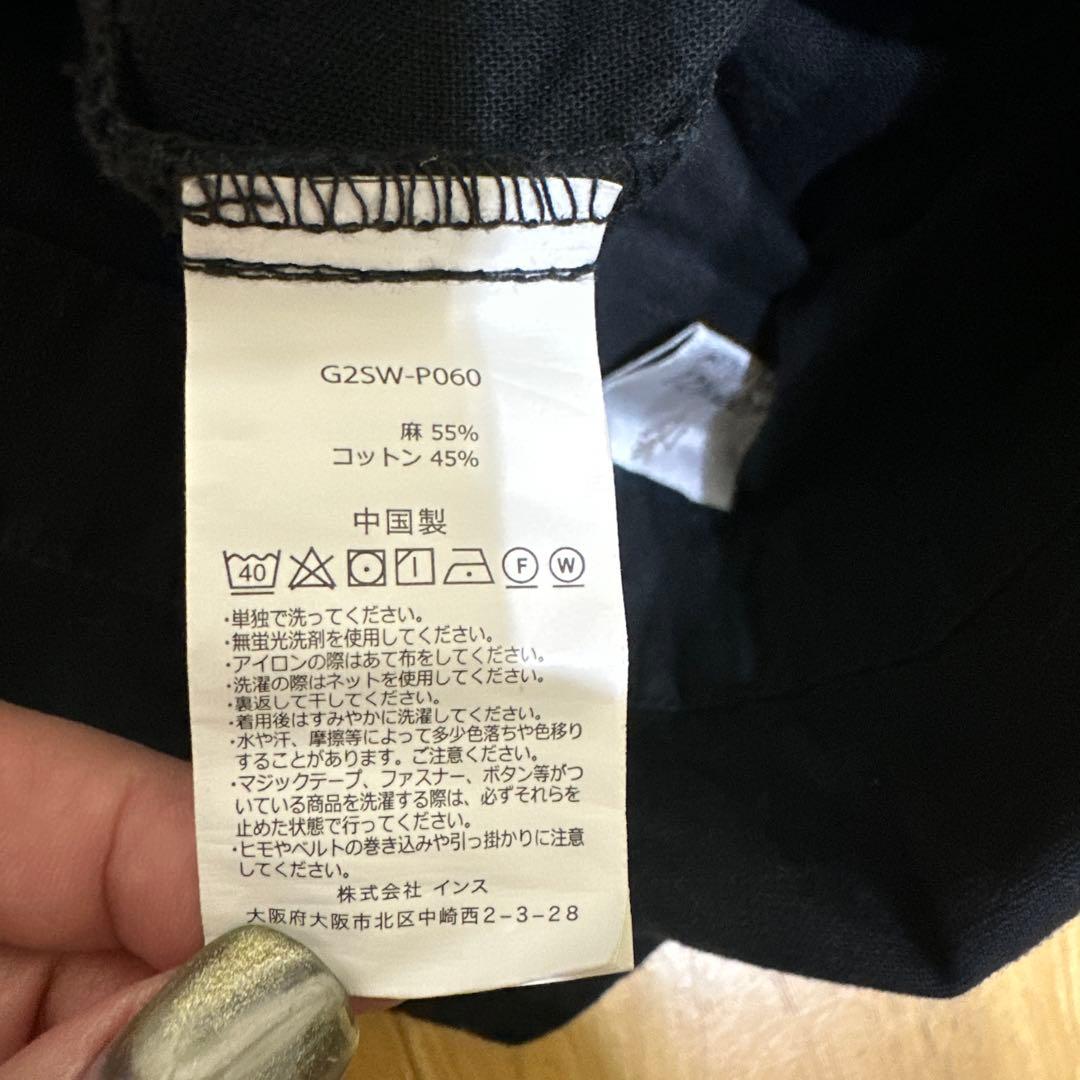 G2SW-P060
麻 55%
コットン 45%
中国製
40 F W
・単独で洗ってください。
・無蛍光洗剤を使用してください。
・アイロンの際はあて布をしてください。
・洗濯の際はネットを使用してください。
・裏返して干してください。
・着用後はすみやかに洗濯してください。
・水や汗、摩擦等によって多少色落ちや色移り
することがあります。ご注意ください。
・マジックテープ、ファスナー、ボタン等がつ
いている商品を洗濯する際は、必ずそれらを
止めた状態で行ってください。
・ヒモやベルトの巻き込みや引っ掛かりに注意
してください。
株式会社 インス
大阪府大阪市北区中崎西2-3-28